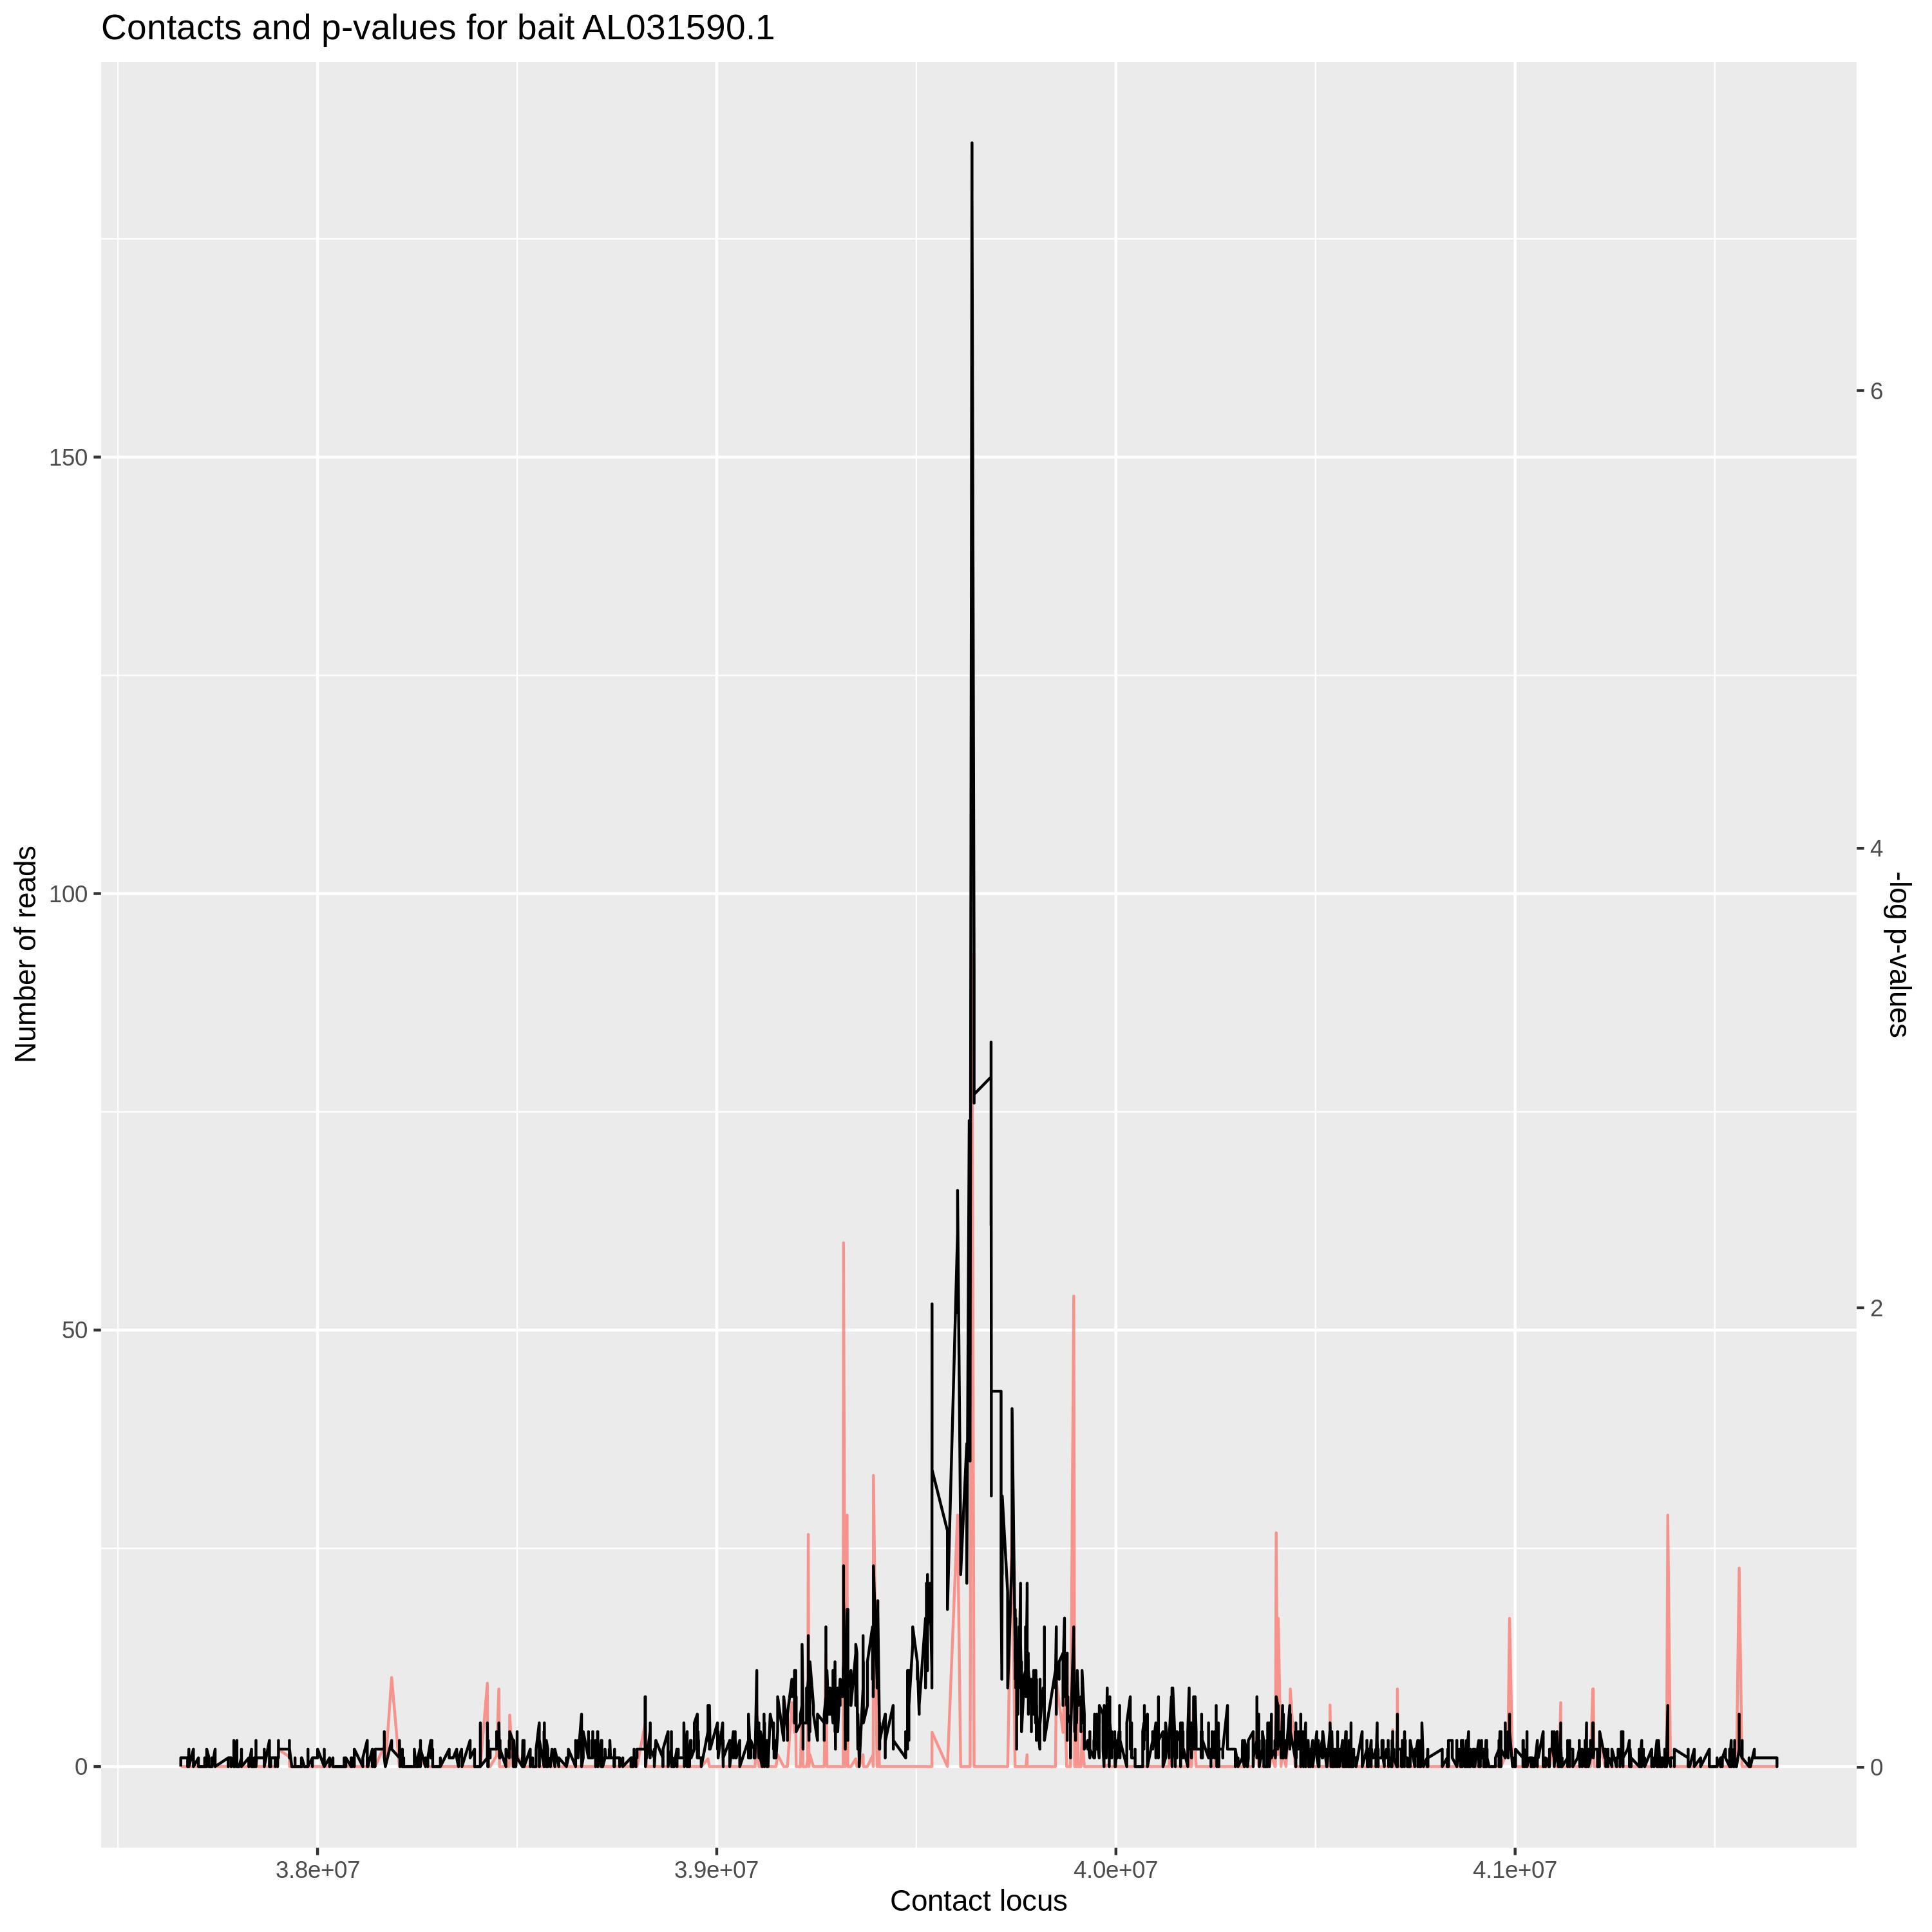 Contacts and p-values for bait AL031590.1
150
100
50
0
Number of reads
6
4
2
0
-log p-values
3.8e+07
3.9e+07
4.0e+07
4.1e+07
Contact locus